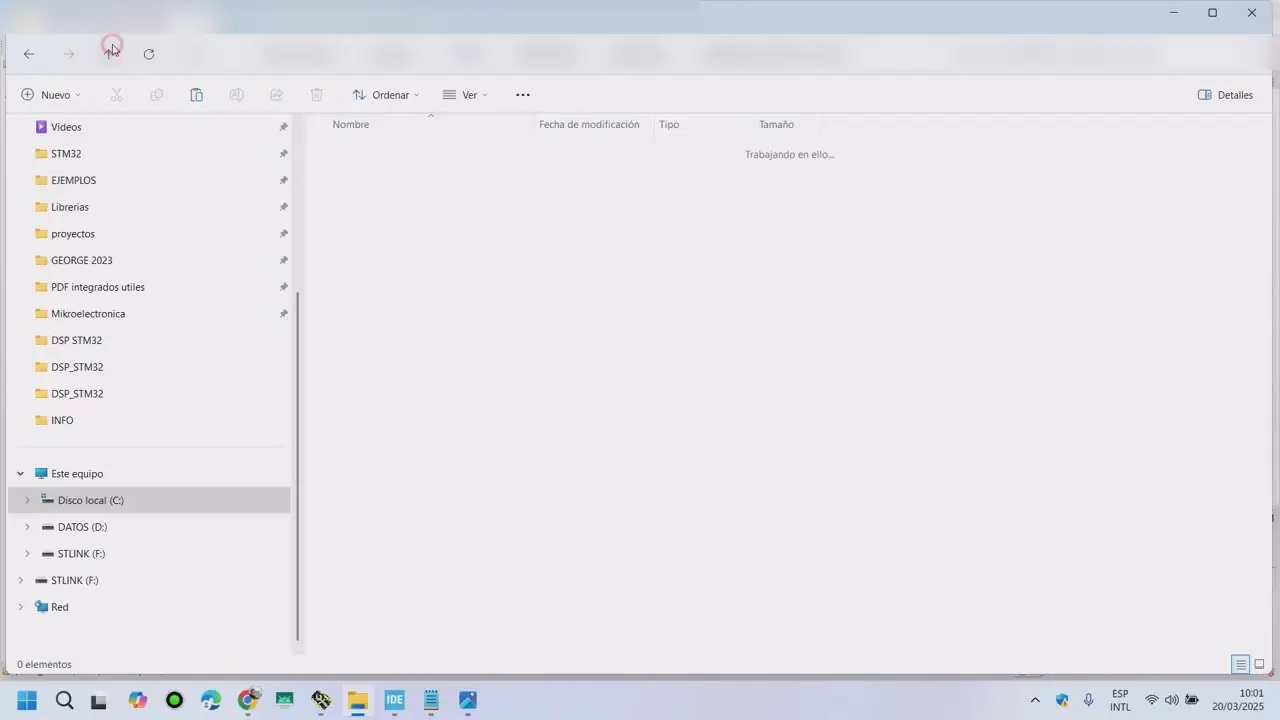 Nuevo
Ordenar
Ver
Detalles
Videos
STM32
EJEMPLOS
Librerias
proyectos
GEORGE 2023
PDF integrados utiles
Mikroelectronica
DSP STM32
DSP_STM32
DSP_STM32
INFO
Este equipo
Disco local (C:)
DATOS (D:)
STLINK (F:)
STLINK (F:)
Red
Nombre
Fecha de modificación
Tipo
Tamaño
Trabajando en ello...
0 elementos
IDE
ESP
INTL
10:01
20/03/2025